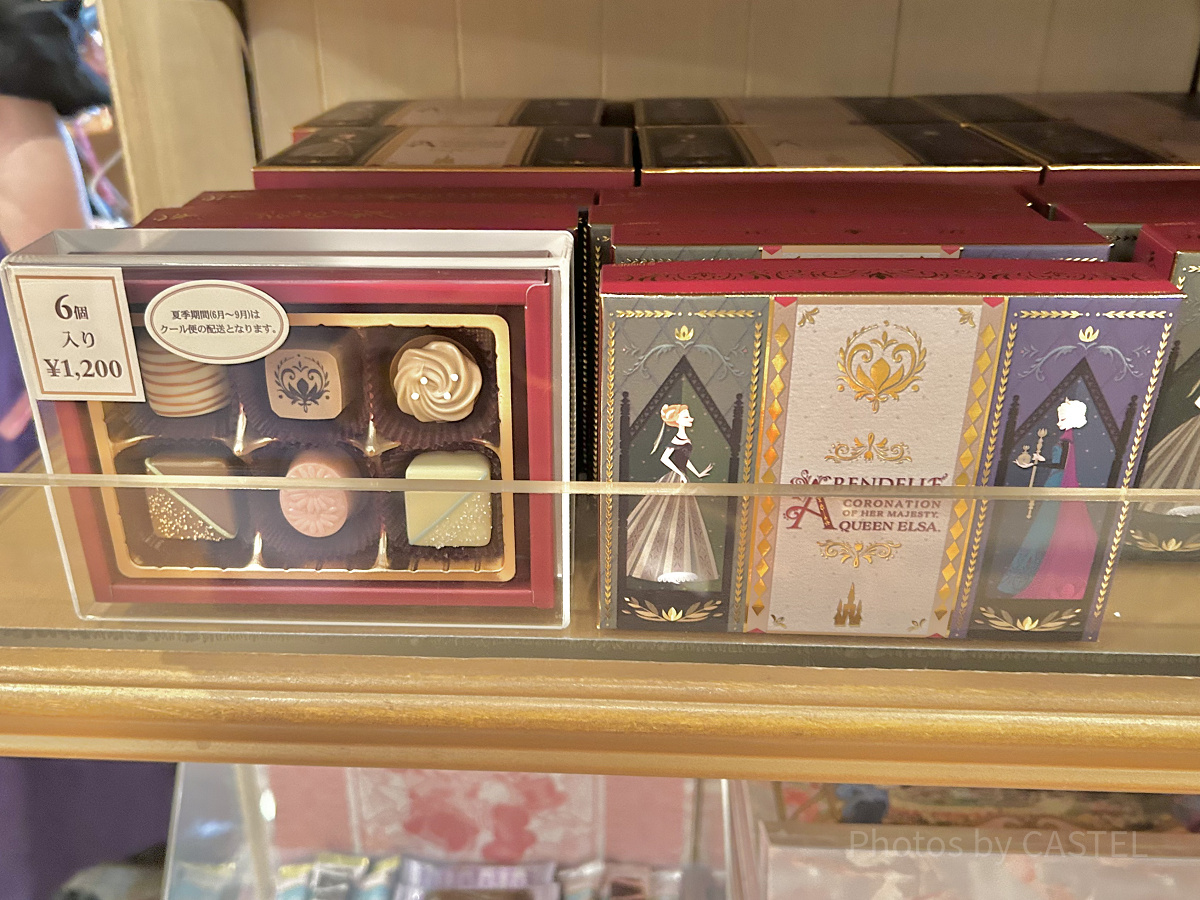 6個
入り
¥1,200
夏季期間(6月～9月)は
クール便の配送となります。
ARENDELLE
CORONATION
OF HER MAJESTY,
QUEEN ELSA.
Photos by CASTEL